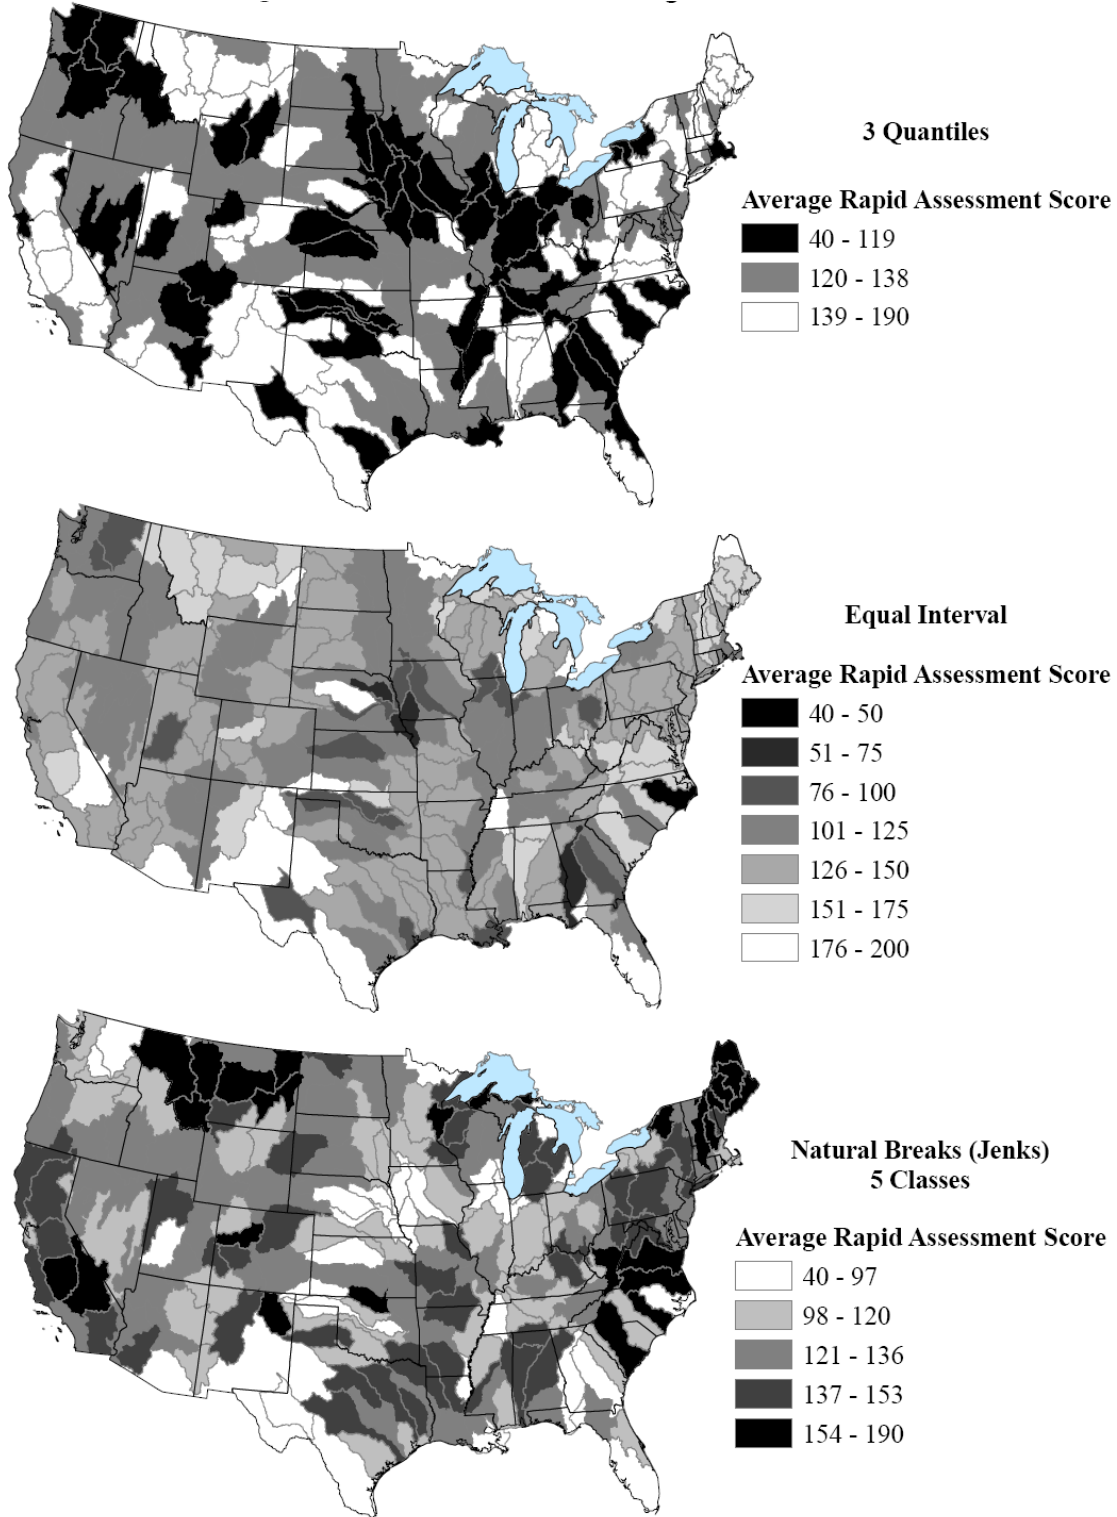 3 Quantiles
Average Rapid Assessment Score
40 - 119
120 - 138
139 - 190
Equal Interval
Average Rapid Assessment Score
40 - 50
51 - 75
76 - 100
101 - 125
126 - 150
151 - 175
176 - 200
Natural Breaks (Jenks)
5 Classes
Average Rapid Assessment Score
40 - 97
98 - 120
121 - 136
137 - 153
154 - 190